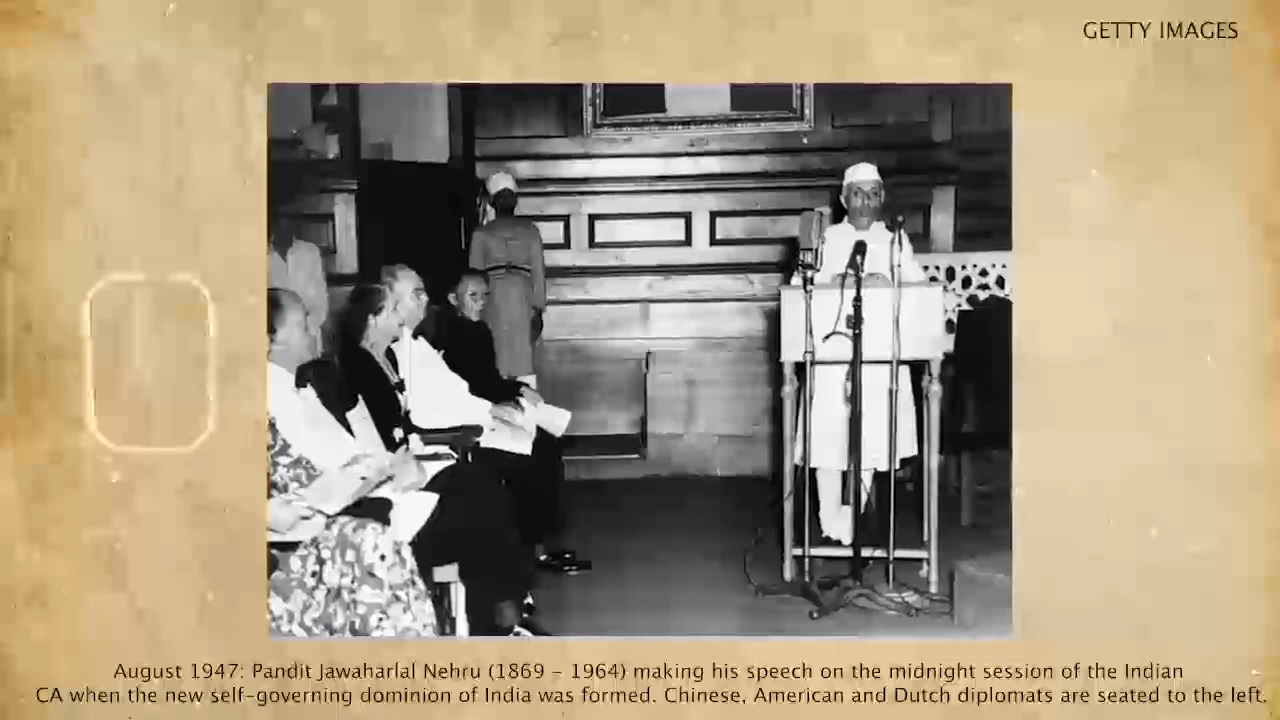 GETTY IMAGES
August 1947: Pandit Jawaharlal Nehru (1869 – 1964) making his speech on the midnight session of the Indian
CA when the new self-governing dominion of India was formed. Chinese, American and Dutch diplomats are seated to the left.